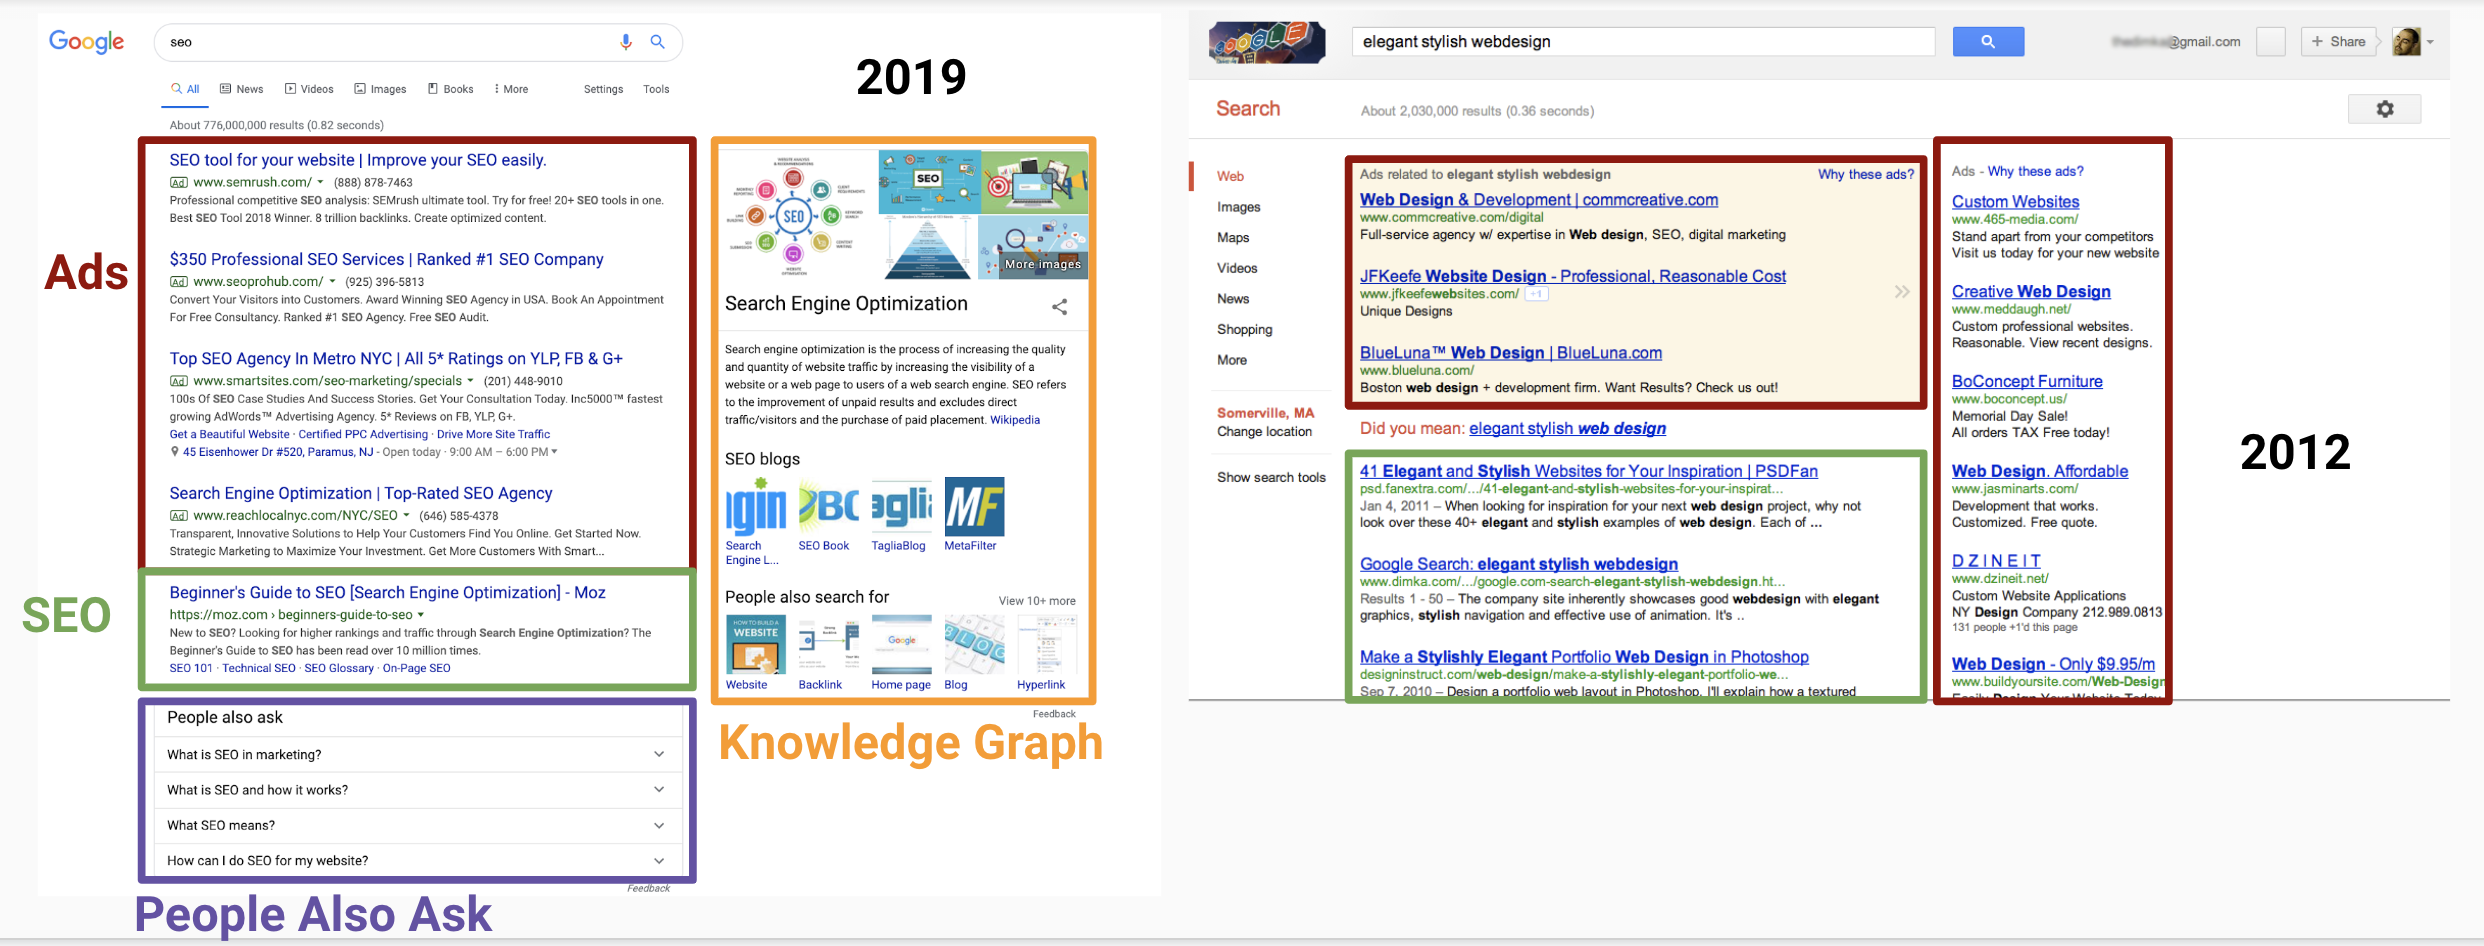 Google
seo
2019
All News Videos Images Books More Settings Tools
About 776,000,000 results (0.82 seconds)
Ads
SEO tool for your website | Improve your SEO easily.
Ad www.semrush.com/ (888) 878-7463
Professional competitive SEO analysis: SEMrush ultimate tool. Try for free! 20+ SEO tools in one.
Best SEO Tool 2018 Winner. 8 trillion backlinks. Create optimized content.
$350 Professional SEO Services | Ranked #1 SEO Company
Ad www.seoprohub.com/ (925) 396-5813
Convert Your Visitors into Customers. Award Winning SEO Agency in USA. Book An Appointment
For Free Consultancy. Ranked #1 SEO Agency. Free SEO Audit.
Top SEO Agency In Metro NYC | All 5* Ratings on YLP, FB & G+
Ad www.smartsites.com/seo-marketing/specials (201) 448-9010
100s Of SEO Case Studies And Success Stories. Get Your Consultation Today. Inc5000™ fastest
growing AdWords™ Advertising Agency. 5* Reviews on FB, YLP, G+.
Get a Beautiful Website · Certified PPC Advertising · Drive More Site Traffic
45 Eisenhower Dr #520, Paramus, NJ - Open today · 9:00 AM – 6:00 PM
Search Engine Optimization | Top-Rated SEO Agency
Ad www.reachlocalnyc.com/NYC/SEO (646) 585-4378
Transparent, Innovative Solutions to Help Your Customers Find You Online. Get Started Now.
Strategic Marketing to Maximize Your Investment. Get More Customers With Smart...
SEO
Beginner's Guide to SEO [Search Engine Optimization] - Moz
https://moz.com › beginners-guide-to-seo
New to SEO? Looking for higher rankings and traffic through Search Engine Optimization? The
Beginner's Guide to SEO has been read over 10 million times.
SEO 101 · Technical SEO · SEO Glossary · On-Page SEO
People also ask
What is SEO in marketing?
What is SEO and how it works?
What SEO means?
How can I do SEO for my website?
Feedback
People Also Ask
SEO
SEO
More images
Search Engine Optimization
Search engine optimization is the process of increasing the quality
and quantity of website traffic by increasing the visibility of a
website or a web page to users of a web search engine. SEO refers
to the improvement of unpaid results and excludes direct
traffic/visitors and the purchase of paid placement. Wikipedia
SEO blogs
MF
Search
Engine L...
SEO Book
TagliaBlog
MetaFilter
People also search for
View 10+ more
HOW TO BUILD A
WEBSITE
Google
BLOG
Website
Backlink
Home page
Blog
Hyperlink
Feedback
Knowledge Graph
GOOGLE
elegant stylish webdesign
@gmail.com
+ Share
Search
About 2,030,000 results (0.36 seconds)
Web
Images
Maps
Videos
News
Shopping
More
Somerville, MA
Change location
Show search tools
Ads related to elegant stylish webdesign Why these ads?
Web Design & Development | commcreative.com
www.commcreative.com/digital
Full-service agency w/ expertise in Web design, SEO, digital marketing
JFKeefe Website Design - Professional, Reasonable Cost
www.jfkeefewebsites.com/ +1
Unique Designs
BlueLuna™ Web Design | BlueLuna.com
www.blueluna.com/
Boston web design + development firm. Want Results? Check us out!
Did you mean: elegant stylish web design
41 Elegant and Stylish Websites for Your Inspiration | PSDFan
psd.fanextra.com/.../41-elegant-and-stylish-websites-for-your-inspirat...
Jan 4, 2011 – When looking for inspiration for your next web design project, why not
look over these 40+ elegant and stylish examples of web design. Each of ...
Google Search: elegant stylish webdesign
www.dimka.com/.../google.com-search-elegant-stylish-webdesign.ht...
Results 1 - 50 – The company site inherently showcases good webdesign with elegant
graphics, stylish navigation and effective use of animation. It's ..
Make a Stylishly Elegant Portfolio Web Design in Photoshop
designinstruct.com/web-design/make-a-stylishly-elegant-portfolio-we...
Sep 7, 2010 – Design a portfolio web layout in Photoshop. I'll explain how a textured
Ads - Why these ads?
Custom Websites
www.465-media.com/
Stand apart from your competitors
Visit us today for your new website
Creative Web Design
www.meddaugh.net/
Custom professional websites.
Reasonable. View recent designs.
BoConcept Furniture
www.boconcept.us/
Memorial Day Sale!
All orders TAX Free today!
Web Design. Affordable
www.jasminarts.com/
Development that works.
Customized. Free quote.
D Z I N E I T
www.dzineit.net/
Custom Website Applications
NY Design Company 212.989.0813
131 people +1'd this page
Web Design - Only $9.95/m
www.buildyoursite.com/Web-Design
Easily Design Your Website Today
2012